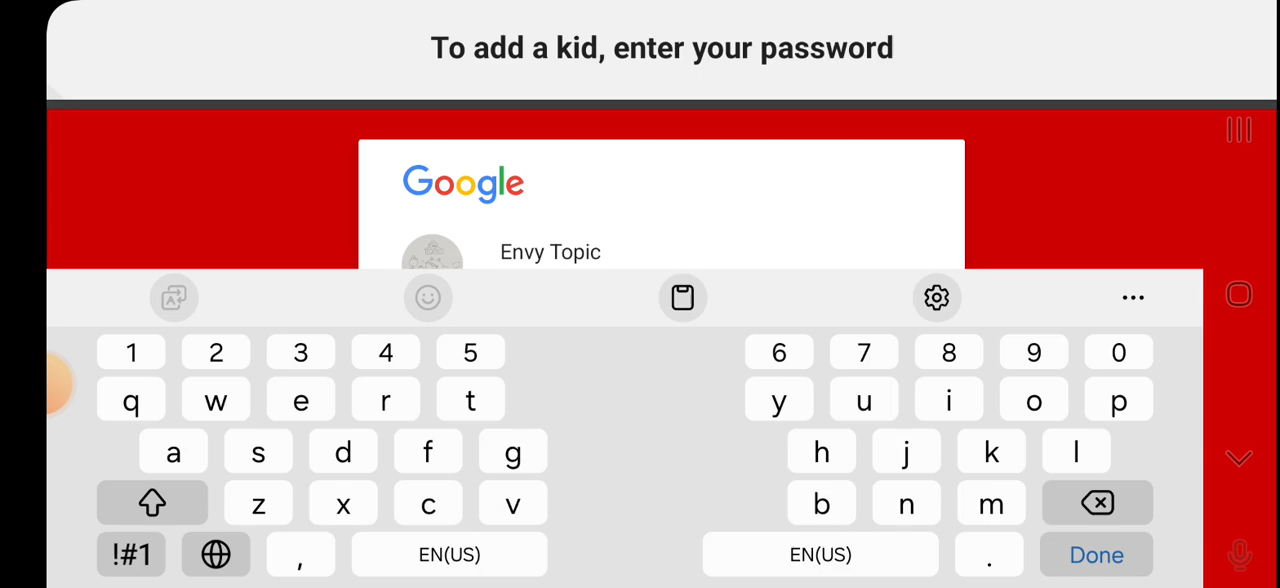 To add a kid, enter your password
Google
Envy Topic
1 2 3 4 5 6 7 8 9 0
q w e r t y u i o p
a s d f g h j k l
z x c v b n m
!#1 , EN(US) EN(US) . Done